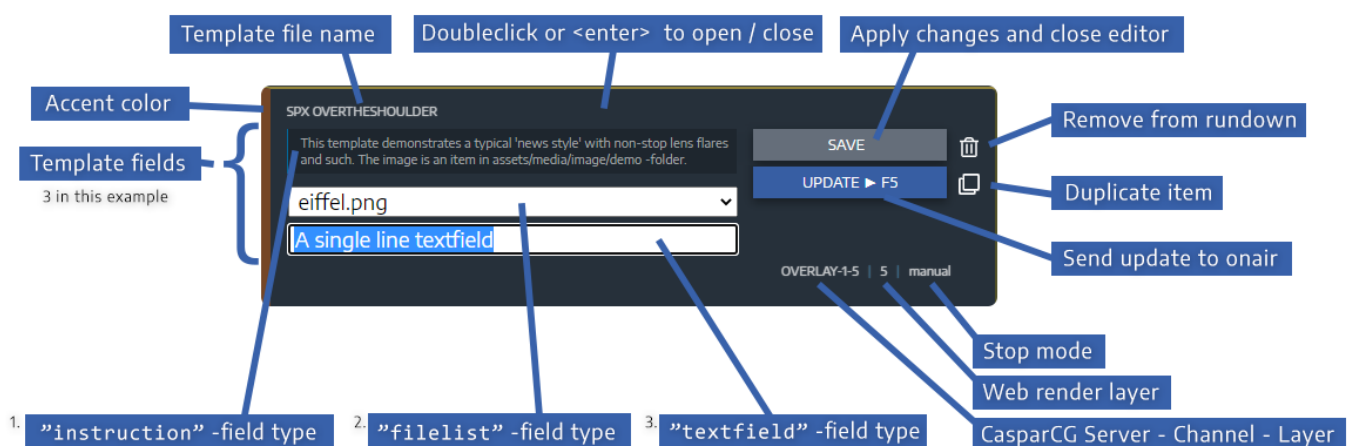 Template file name
Doubleclick or <enter> to open / close
Apply changes and close editor
Accent color
SPX OVERTHESHOULDER
Remove from rundown
This template demonstrates a typical 'news style' with non-stop lens flares
and such. The image is an item in assets/media/image/demo -folder.
SAVE
Template fields
3 in this example
UPDATE ► F5
Duplicate item
eiffel.png
A single line textfield
Send update to onair
OVERLAY-1-5 | 5 | manual
Stop mode
Web render layer
1. ”instruction” -field type
2. ”filelist” -field type
3. ”textfield” -field type
CasparCG Server - Channel - Layer